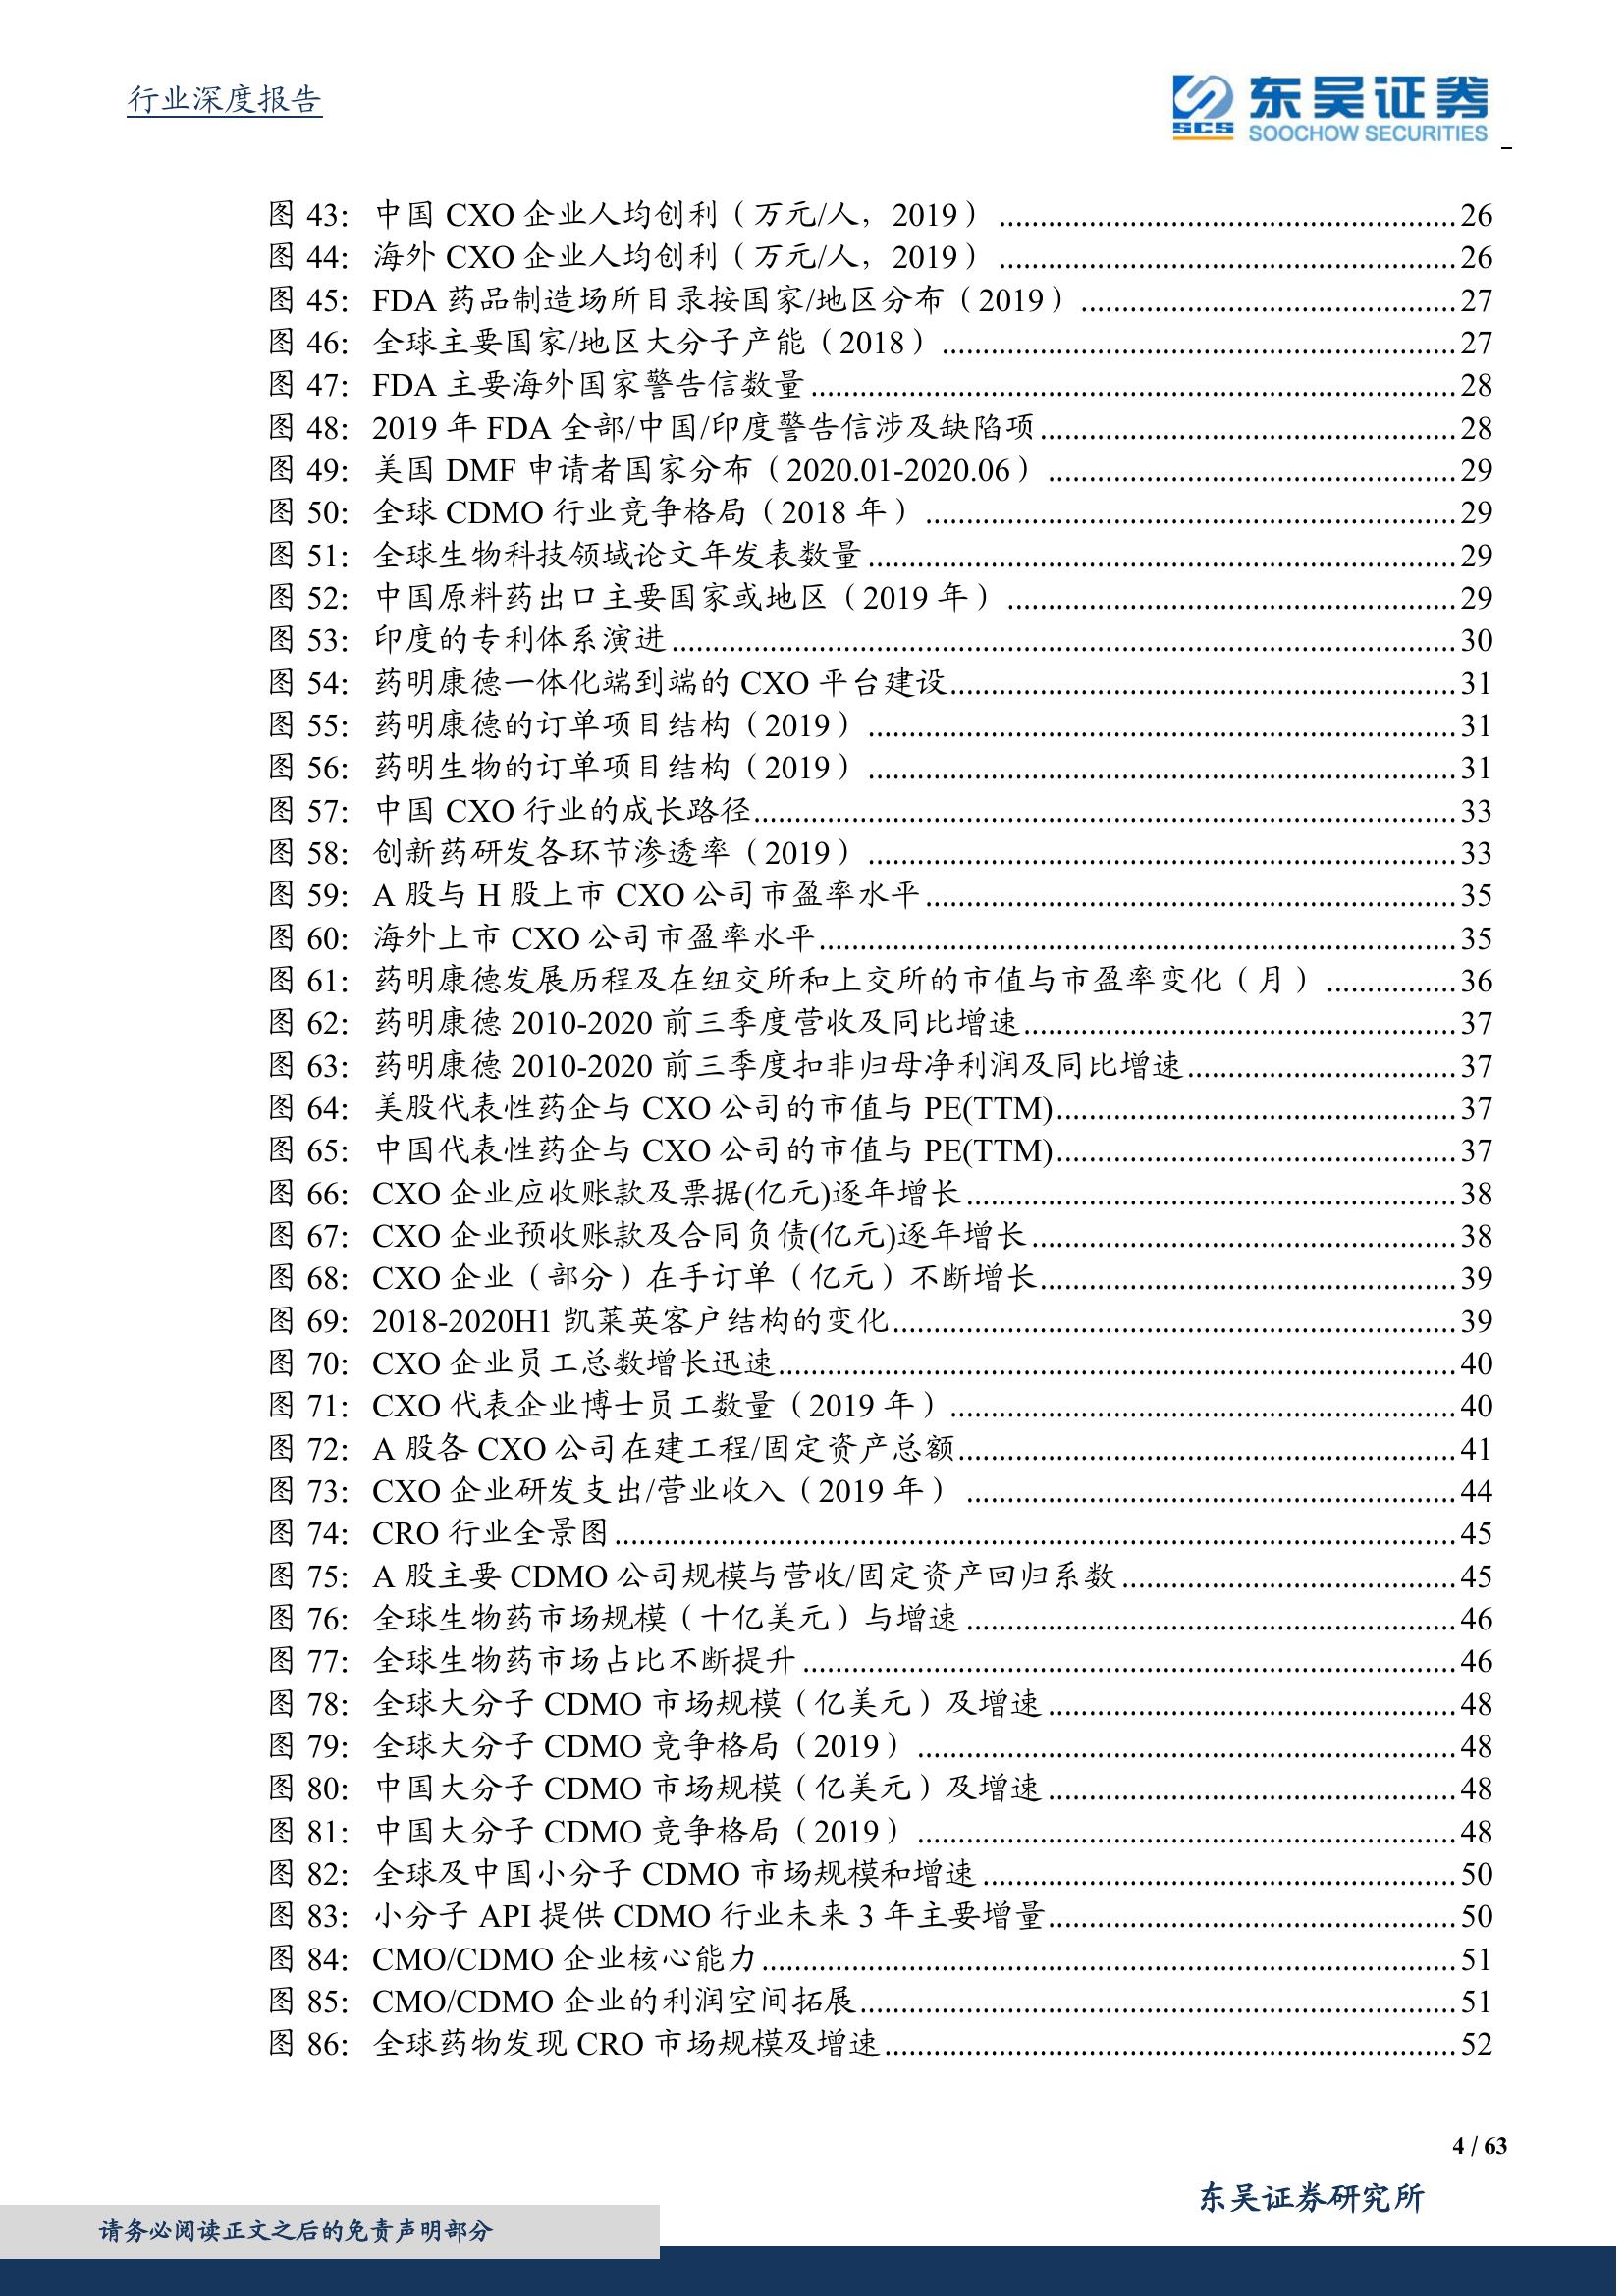 行业深度报告
东吴证券
SCS
SOOCHOW SECURITIES
图 43： 中国 CXO 企业人均创利（万元/人，2019） ........................................................ 26
图 44： 海外 CXO 企业人均创利（万元/人，2019） ........................................................ 26
图 45： FDA 药品制造场所目录按国家/地区分布（2019） ........................................................ 27
图 46： 全球主要国家/地区大分子产能（2018） ........................................................ 27
图 47： FDA 主要海外国家警告信数量 ........................................................ 28
图 48： 2019 年 FDA 全部/中国/印度警告信涉及缺陷项 ........................................................ 28
图 49： 美国 DMF 申请者国家分布（2020.01-2020.06） ........................................................ 29
图 50： 全球 CDMO 行业竞争格局（2018 年） ........................................................ 29
图 51： 全球生物科技领域论文年发表数量 ........................................................ 29
图 52： 中国原料药出口主要国家或地区（2019 年） ........................................................ 29
图 53： 印度的专利体系演进 ........................................................ 30
图 54： 药明康德一体化端到端的 CXO 平台建设 ........................................................ 31
图 55： 药明康德的订单项目结构（2019） ........................................................ 31
图 56： 药明生物的订单项目结构（2019） ........................................................ 31
图 57： 中国 CXO 行业的成长路径 ........................................................ 33
图 58： 创新药研发各环节渗透率（2019） ........................................................ 33
图 59： A 股与 H 股上市 CXO 公司市盈率水平 ........................................................ 35
图 60： 海外上市 CXO 公司市盈率水平 ........................................................ 35
图 61： 药明康德发展历程及在纽交所和上交所的市值与市盈率变化（月） ................ 36
图 62： 药明康德 2010-2020 前三季度营收及同比增速 ........................................................ 37
图 63： 药明康德 2010-2020 前三季度扣非归母净利润及同比增速 ................................ 37
图 64： 美股代表性药企与 CXO 公司的市值与 PE(TTM) ........................................................ 37
图 65： 中国代表性药企与 CXO 公司的市值与 PE(TTM) ........................................................ 37
图 66： CXO 企业应收账款及票据(亿元)逐年增长 ........................................................ 38
图 67： CXO 企业预收账款及合同负债(亿元)逐年增长 ........................................................ 38
图 68： CXO 企业（部分）在手订单（亿元）不断增长 ........................................................ 39
图 69： 2018-2020H1 凯莱英客户结构的变化 ........................................................ 39
图 70： CXO 企业员工总数增长迅速 ........................................................ 40
图 71： CXO 代表企业博士员工数量（2019 年） ........................................................ 40
图 72： A 股各 CXO 公司在建工程/固定资产总额 ........................................................ 41
图 73： CXO 企业研发支出/营业收入（2019 年） ........................................................ 44
图 74： CRO 行业全景图 ........................................................ 45
图 75： A 股主要 CDMO 公司规模与营收/固定资产回归系数 ........................................ 45
图 76： 全球生物药市场规模（十亿美元）与增速 ........................................................ 46
图 77： 全球生物药市场占比不断提升 ........................................................ 46
图 78： 全球大分子 CDMO 市场规模（亿美元）及增速 ........................................................ 48
图 79： 全球大分子 CDMO 竞争格局（2019） ........................................................ 48
图 80： 中国大分子 CDMO 市场规模（亿美元）及增速 ........................................................ 48
图 81： 中国大分子 CDMO 竞争格局（2019） ........................................................ 48
图 82： 全球及中国小分子 CDMO 市场规模和增速 ........................................................ 50
图 83： 小分子 API 提供 CDMO 行业未来 3 年主要增量 ........................................................ 50
图 84： CMO/CDMO 企业核心能力 ........................................................ 51
图 85： CMO/CDMO 企业的利润空间拓展 ........................................................ 51
图 86： 全球药物发现 CRO 市场规模及增速 ........................................................ 52
4 / 63
东吴证券研究所
请务必阅读正文之后的免责声明部分